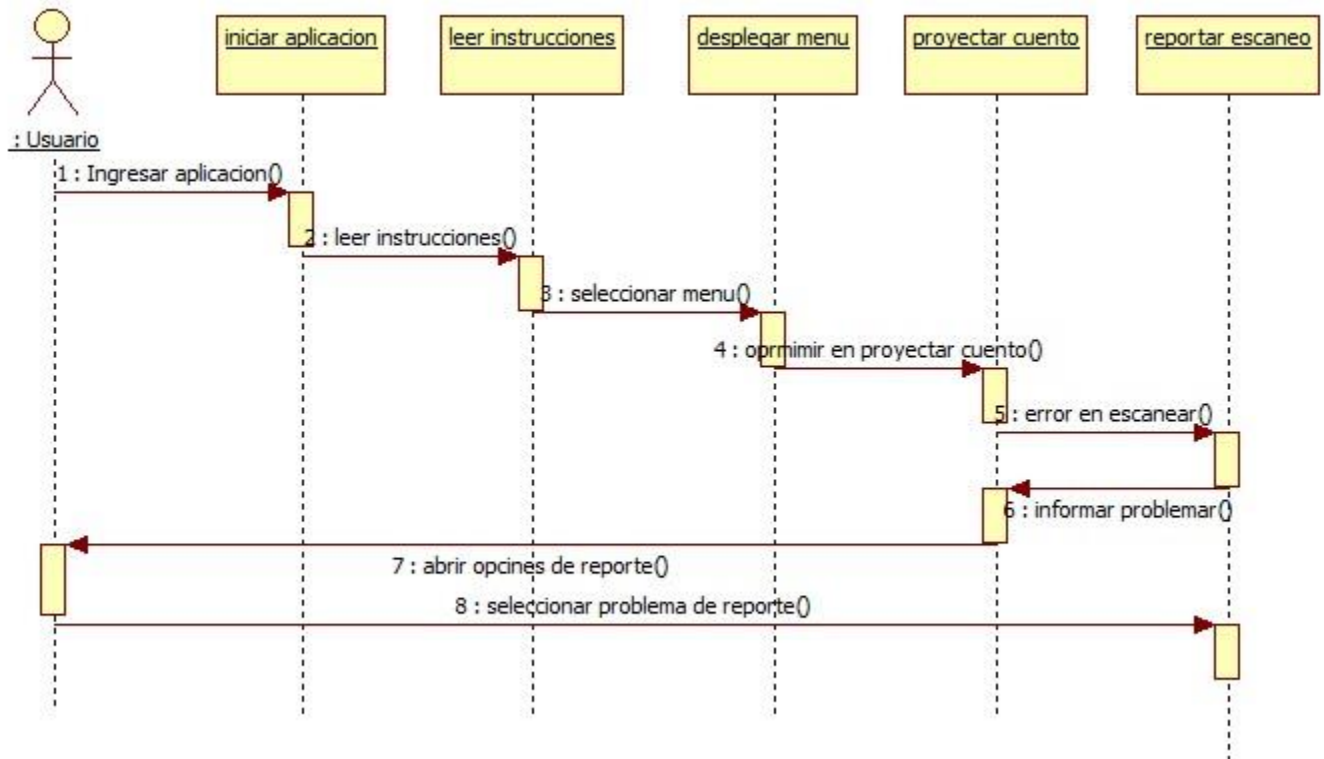 iniciar aplicacion
leer instrucciones
desplegar menu
proyectar cuento
reportar escaneo
: Usuario
1 : Ingresar aplicacion()
2 : leer instrucciones()
3 : seleccionar menu()
4 : oprmimir en proyectar cuento()
5 : error en escanear()
6 : informar problemar()
7 : abrir opcines de reporte()
8 : seleccionar problema de reporte()